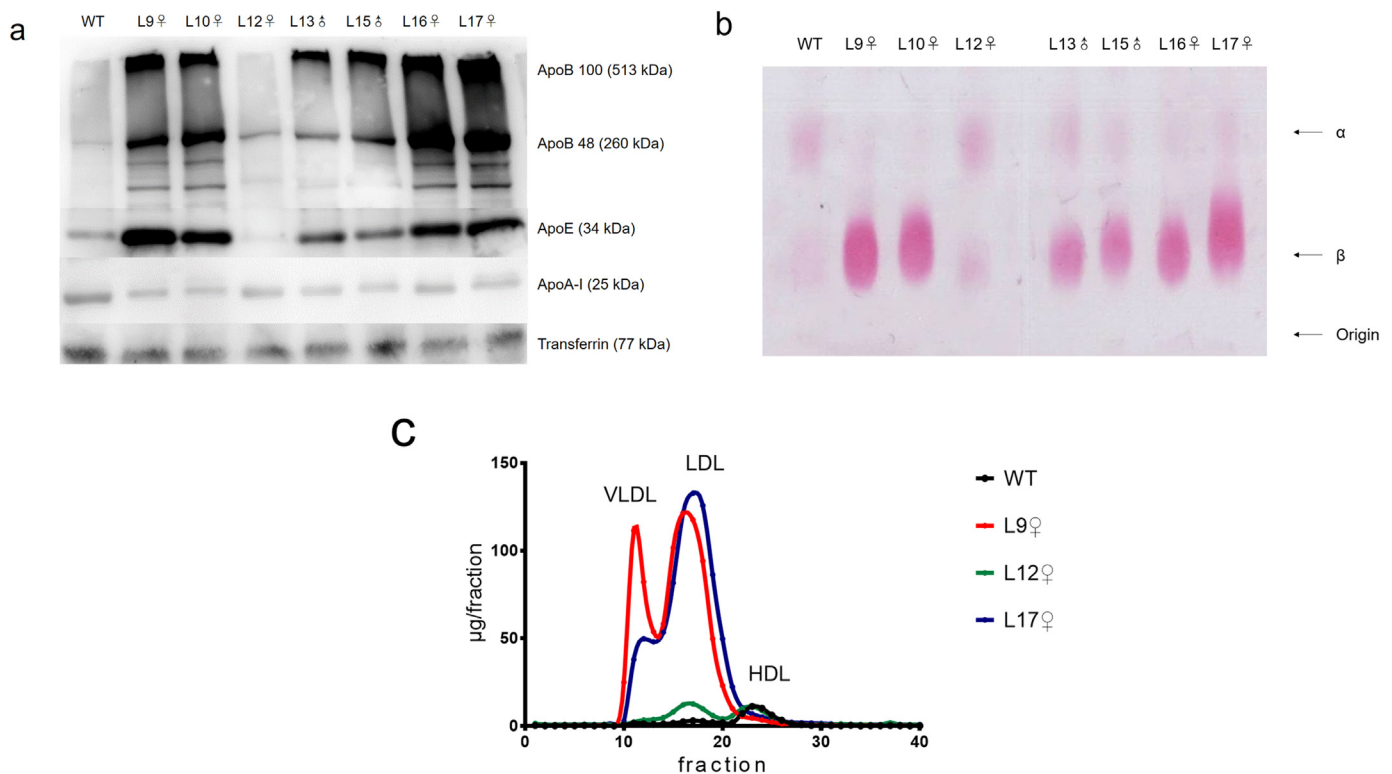 a
WT L9♀ L10♀ L12♀ L13♂ L15♂ L16♀ L17♀
ApoB 100 (513 kDa)
ApoB 48 (260 kDa)
ApoE (34 kDa)
ApoA-I (25 kDa)
Transferrin (77 kDa)
b
WT L9♀ L10♀ L12♀ L13♂ L15♂ L16♀ L17♀
α
β
Origin
c
150
100
50
0
µg/fraction
VLDL
LDL
HDL
0 10 20 30 40
fraction
WT
L9♀
L12♀
L17♀